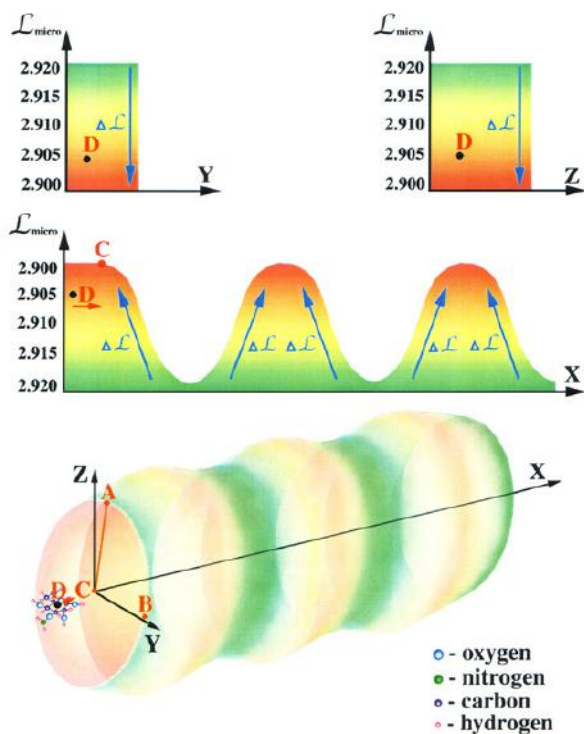 ℒmicro
2.920
2.915
2.910
2.905
2.900
Δℒ
D
Y
ℒmicro
2.920
2.915
2.910
2.905
2.900
Δℒ
D
Z
ℒmicro
2.900
2.905
2.910
2.915
2.920
C
D
Δℒ
Δℒ
Δℒ
Δℒ
Δℒ
X
Z
A
X
D
C
B
Y
- oxygen
- nitrogen
- carbon
- hydrogen